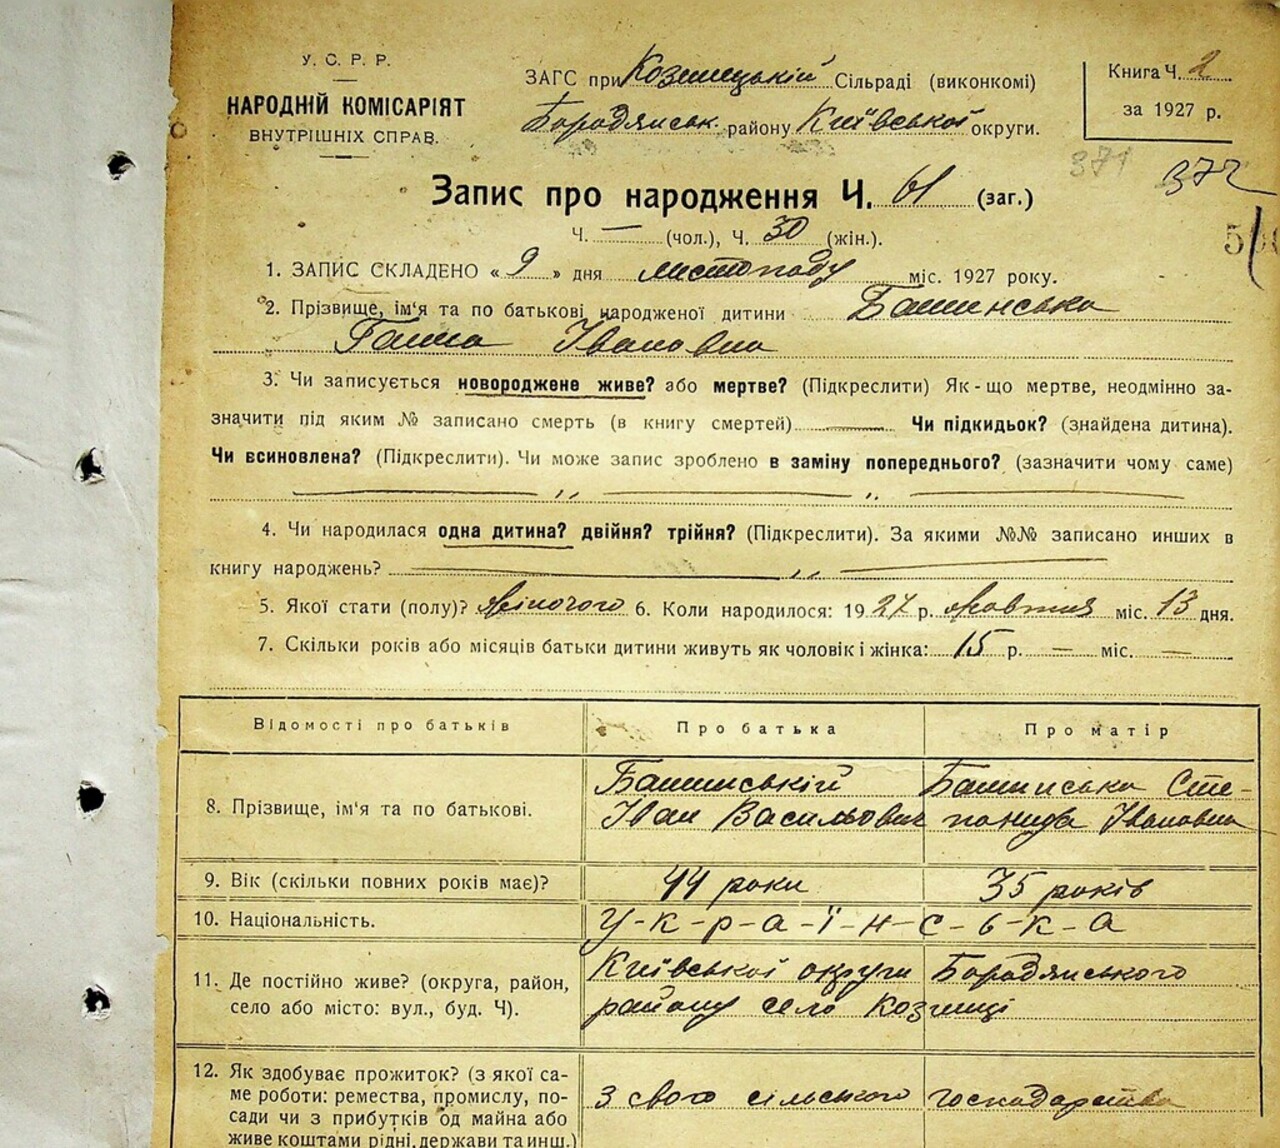 У. С. Р. Р.
НАРОДНІЙ КОМІСАРІЯТ
ВНУТРІШНІХ СПРАВ.
ЗАГС при Козинецькій Сільраді (виконкомі)
Бородянськ. району Київської округи.
Книга Ч. 2
за 1927 р.
371 372
Запис про народження Ч. 61 (заг.)
Ч. — (чол.), Ч. 30 (жін.).
1. ЗАПИС СКЛАДЕНО « 9 » дня листопаду міс. 1927 року.
2. Прізвище, ім'я та по батькові народженої дитини Башинська
Ганна Івановна
3. Чи записується новороджене живе? або мертве? (Підкреслити) Як - що мертве, неодмінно за-
значити під яким № записано смерть (в книгу смертей) Чи підкидьок? (знайдена дитина).
Чи всиновлена? (Підкреслити). Чи може запис зроблено в заміну попереднього? (зазначити чому саме)
4. Чи народилася одна дитина? двійня? трійня? (Підкреслити). За якими №№ записано инших в
книгу народжень?
5. Якої стати (полу)? жіночого 6. Коли народилося: 1927 р. жовтня міс. 13 дня.
7. Скільки років або місяців батьки дитини живуть як чоловік і жінка: 15 р. — міс. —
Відомості про батьків Про батька Про матір
8. Прізвище, ім'я та по батькові. Башинській Іван Васильович Башинська Сте-
панида Івановна
9. Вік (скільки повних років має)? 44 роки 35 років
10. Національність. У-к-р-а-ї-н-с-ь-к-а
11. Де постійно живе? (округа, район, Київської округи Бородянського
село або місто: вул., буд. Ч). району село Козинці
12. Як здобуває прожиток? (з якої са-
ме роботи: ремества, промислу, по- З свого сільського господарства
сади чи з прибутків од майна або
живе коштами рідні, держави та инш.)